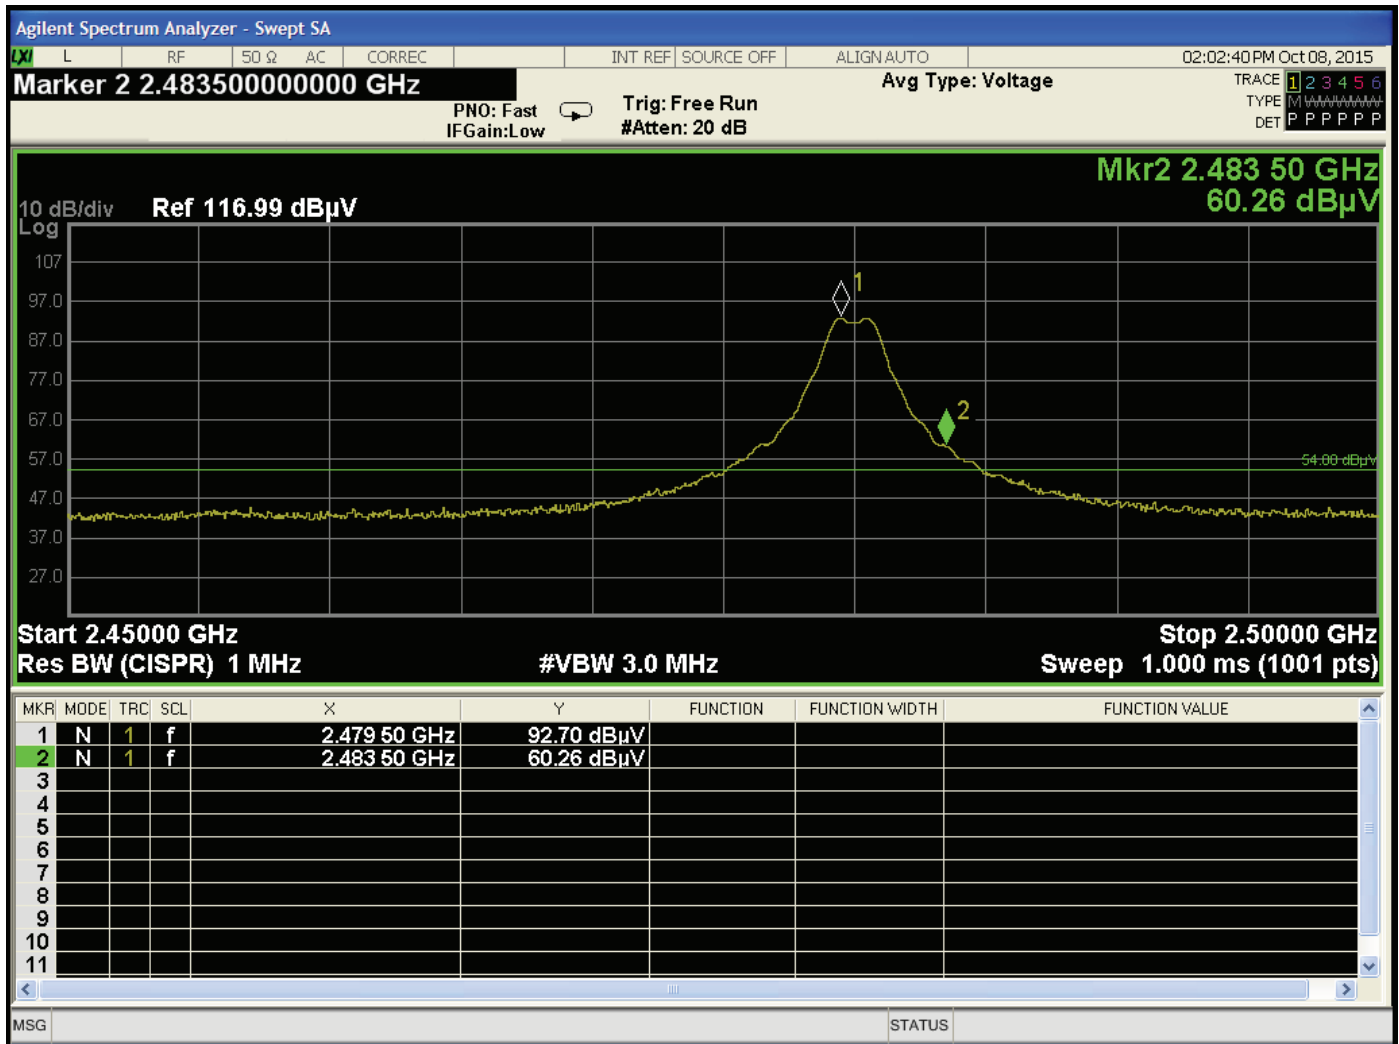 Agilent Spectrum Analyzer - Swept SA
LXI L RF 50 Ω AC CORREC INT REF SOURCE OFF ALIGNAUTO 02:02:40PM Oct 08, 2015
Marker 2 2.483500000000 GHz
PNO: Fast
IFGain:Low
Trig: Free Run
#Atten: 20 dB
Avg Type: Voltage
TRACE 1 2 3 4 5 6
TYPE M WWWWW
DET P P P P P P
Mkr2 2.483 50 GHz
60.26 dBµV
10 dB/div Ref 116.99 dBµV
Log
107
97.0
87.0
77.0
67.0
57.0
47.0
37.0
27.0
1
2
54.00 dBµV
Start 2.45000 GHz Stop 2.50000 GHz
Res BW (CISPR) 1 MHz #VBW 3.0 MHz Sweep 1.000 ms (1001 pts)
MKR MODE TRC SCL X Y FUNCTION FUNCTION WIDTH FUNCTION VALUE
1 N 1 f 2.479 50 GHz 92.70 dBµV
2 N 1 f 2.483 50 GHz 60.26 dBµV
3
4
5
6
7
8
9
10
11
MSG STATUS